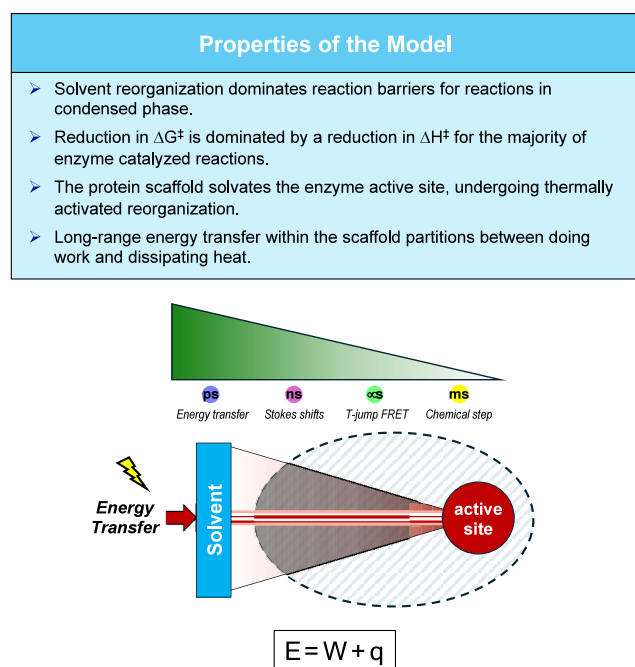 Properties of the Model
➢ Solvent reorganization dominates reaction barriers for reactions in
condensed phase.
➢ Reduction in ΔG‡ is dominated by a reduction in ΔH‡ for the majority of
enzyme catalyzed reactions.
➢ The protein scaffold solvates the enzyme active site, undergoing thermally
activated reorganization.
➢ Long-range energy transfer within the scaffold partitions between doing
work and dissipating heat.
ps ns ∝s ms
Energy transfer Stokes shifts T-jump FRET Chemical step
Energy
Transfer
Solvent
active
site
E = W + q